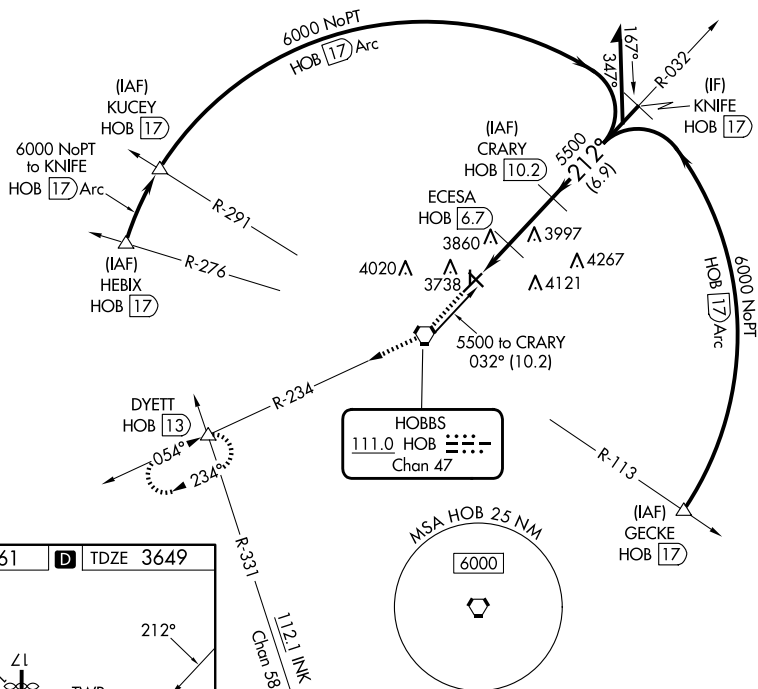 6000 NoPT
HOB 17 Arc
167°
347°
R-032
(IF)
KNIFE
HOB 17
(IAF)
KUCEY
HOB 17
6000 NoPT
to KNIFE
HOB 17 Arc
(IAF)
CRARY
HOB 10.2
5500
212°
(6.9)
ECESA
HOB 6.7
R-291
R-276
(IAF)
HEBIX
HOB 17
3860
3997
4020
3738
4267
4121
6000 NoPT
HOB 17 Arc
5500 to CRARY
032° (10.2)
R-234
DYETT
HOB 13
054°
234°
HOBBS
111.0 HOB
Chan 47
R-113
(IAF)
GECKE
HOB 17
R-331
112.1 INK
Chan 58
MSA HOB 25 NM
6000
61
D
TDZE 3649
212°
17